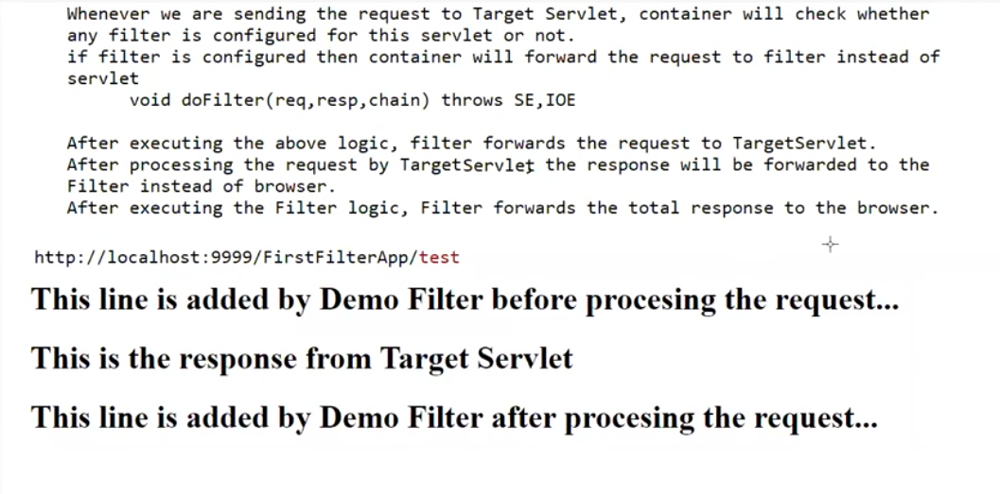 Whenever we are sending the request to Target Servlet, container will check whether
any filter is configured for this servlet or not.
if filter is configured then container will forward the request to filter instead of
servlet
void doFilter(req,resp,chain) throws SE,IOE
After executing the above logic, filter forwards the request to TargetServlet.
After processing the request by TargetServlet the response will be forwarded to the
Filter instead of browser.
After executing the Filter logic, Filter forwards the total response to the browser.
http://localhost:9999/FirstFilterApp/test
This line is added by Demo Filter before procesing the request...
This is the response from Target Servlet
This line is added by Demo Filter after procesing the request...